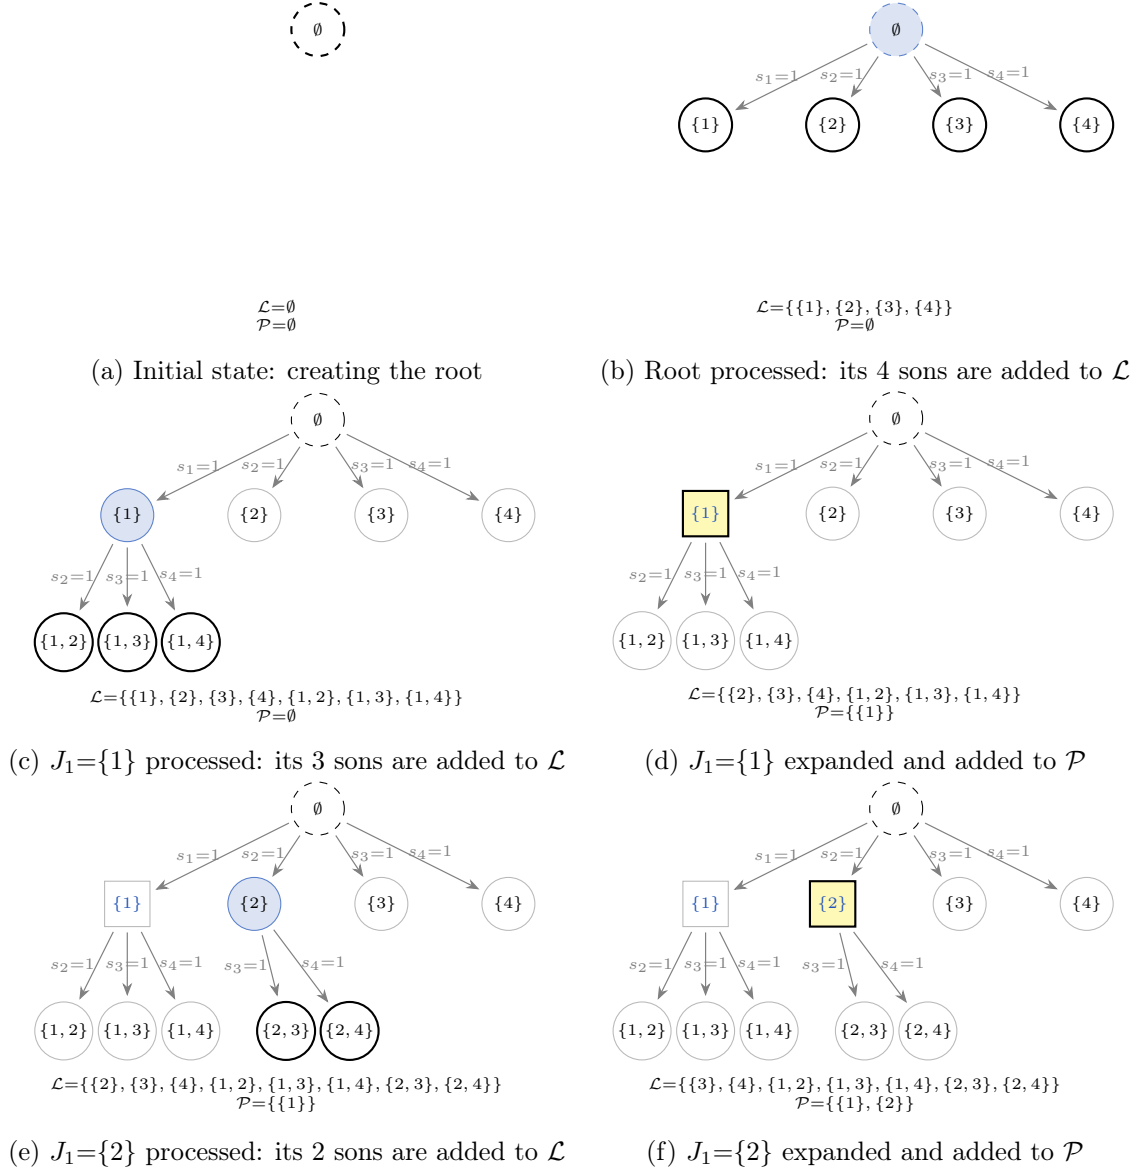 ∅
ℒ=∅
𝒫=∅
(a) Initial state: creating the root
∅
s₁=1 s₂=1 s₃=1 s₄=1
{1} {2} {3} {4}
ℒ={{1}, {2}, {3}, {4}}
𝒫=∅
(b) Root processed: its 4 sons are added to ℒ
∅
s₁=1 s₂=1 s₃=1 s₄=1
{1} {2} {3} {4}
s₂=1 s₃=1 s₄=1
{1, 2} {1, 3} {1, 4}
ℒ={{1}, {2}, {3}, {4}, {1, 2}, {1, 3}, {1, 4}}
𝒫=∅
(c) J₁={1} processed: its 3 sons are added to ℒ
∅
s₁=1 s₂=1 s₃=1 s₄=1
{1} {2} {3} {4}
s₂=1 s₃=1 s₄=1
{1, 2} {1, 3} {1, 4}
ℒ={{2}, {3}, {4}, {1, 2}, {1, 3}, {1, 4}}
𝒫={{1}}
(d) J₁={1} expanded and added to 𝒫
∅
s₁=1 s₂=1 s₃=1 s₄=1
{1} {2} {3} {4}
s₂=1 s₃=1 s₄=1 s₃=1 s₄=1
{1, 2} {1, 3} {1, 4} {2, 3} {2, 4}
ℒ={{2}, {3}, {4}, {1, 2}, {1, 3}, {1, 4}, {2, 3}, {2, 4}}
𝒫={{1}}
(e) J₁={2} processed: its 2 sons are added to ℒ
∅
s₁=1 s₂=1 s₃=1 s₄=1
{1} {2} {3} {4}
s₂=1 s₃=1 s₄=1 s₃=1 s₄=1
{1, 2} {1, 3} {1, 4} {2, 3} {2, 4}
ℒ={{3}, {4}, {1, 2}, {1, 3}, {1, 4}, {2, 3}, {2, 4}}
𝒫={{1}, {2}}
(f) J₁={2} expanded and added to 𝒫